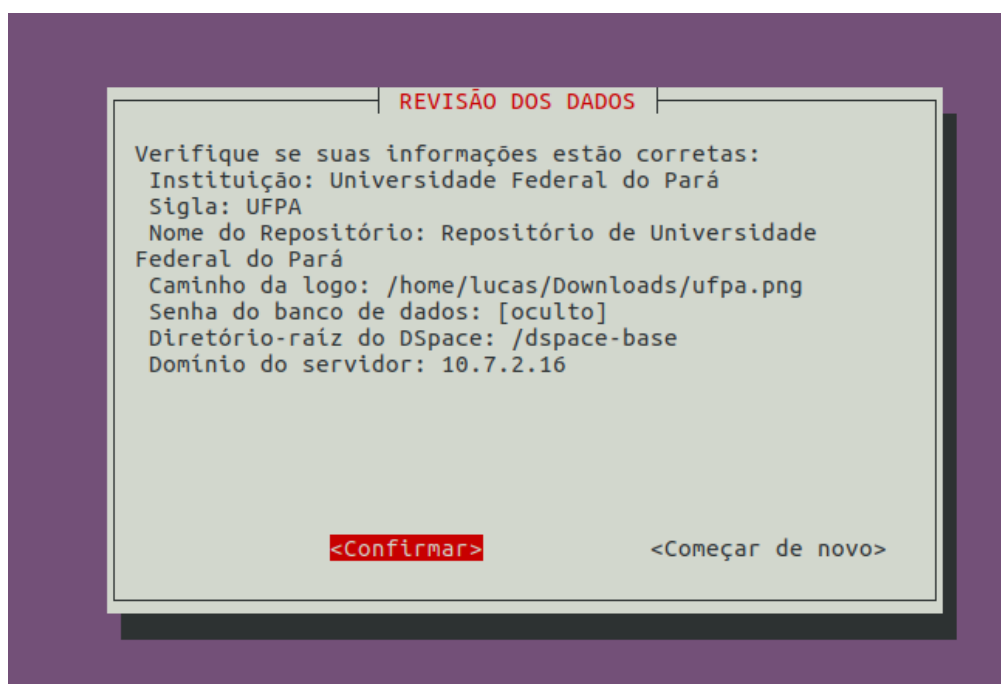 REVISÃO DOS DADOS
Verifique se suas informações estão corretas:
Instituição: Universidade Federal do Pará
Sigla: UFPA
Nome do Repositório: Repositório de Universidade
Federal do Pará
Caminho da logo: /home/lucas/Downloads/ufpa.png
Senha do banco de dados: [oculto]
Diretório-raíz do DSpace: /dspace-base
Domínio do servidor: 10.7.2.16
<Confirmar> <Começar de novo>